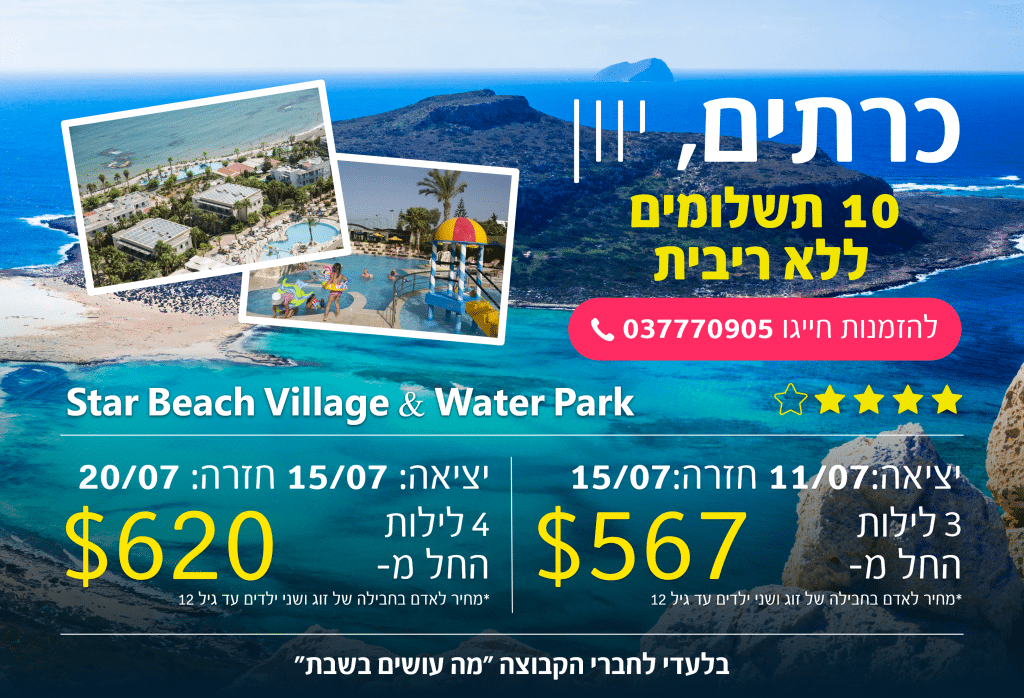 כרתים, יוון
10 תשלומים
ללא ריבית
להזמנות חייגו 037770905
Star Beach Village & Water Park
יציאה:11/07 חזרה:15/07
3 לילות
החל מ-
$567
*מחיר לאדם בחבילה של זוג ושני ילדים עד גיל 12
יציאה: 15/07 חזרה: 20/07
4 לילות
החל מ-
$620
*מחיר לאדם בחבילה של זוג ושני ילדים עד גיל 12
בלעדי לחברי הקבוצה "מה עושים בשבת"